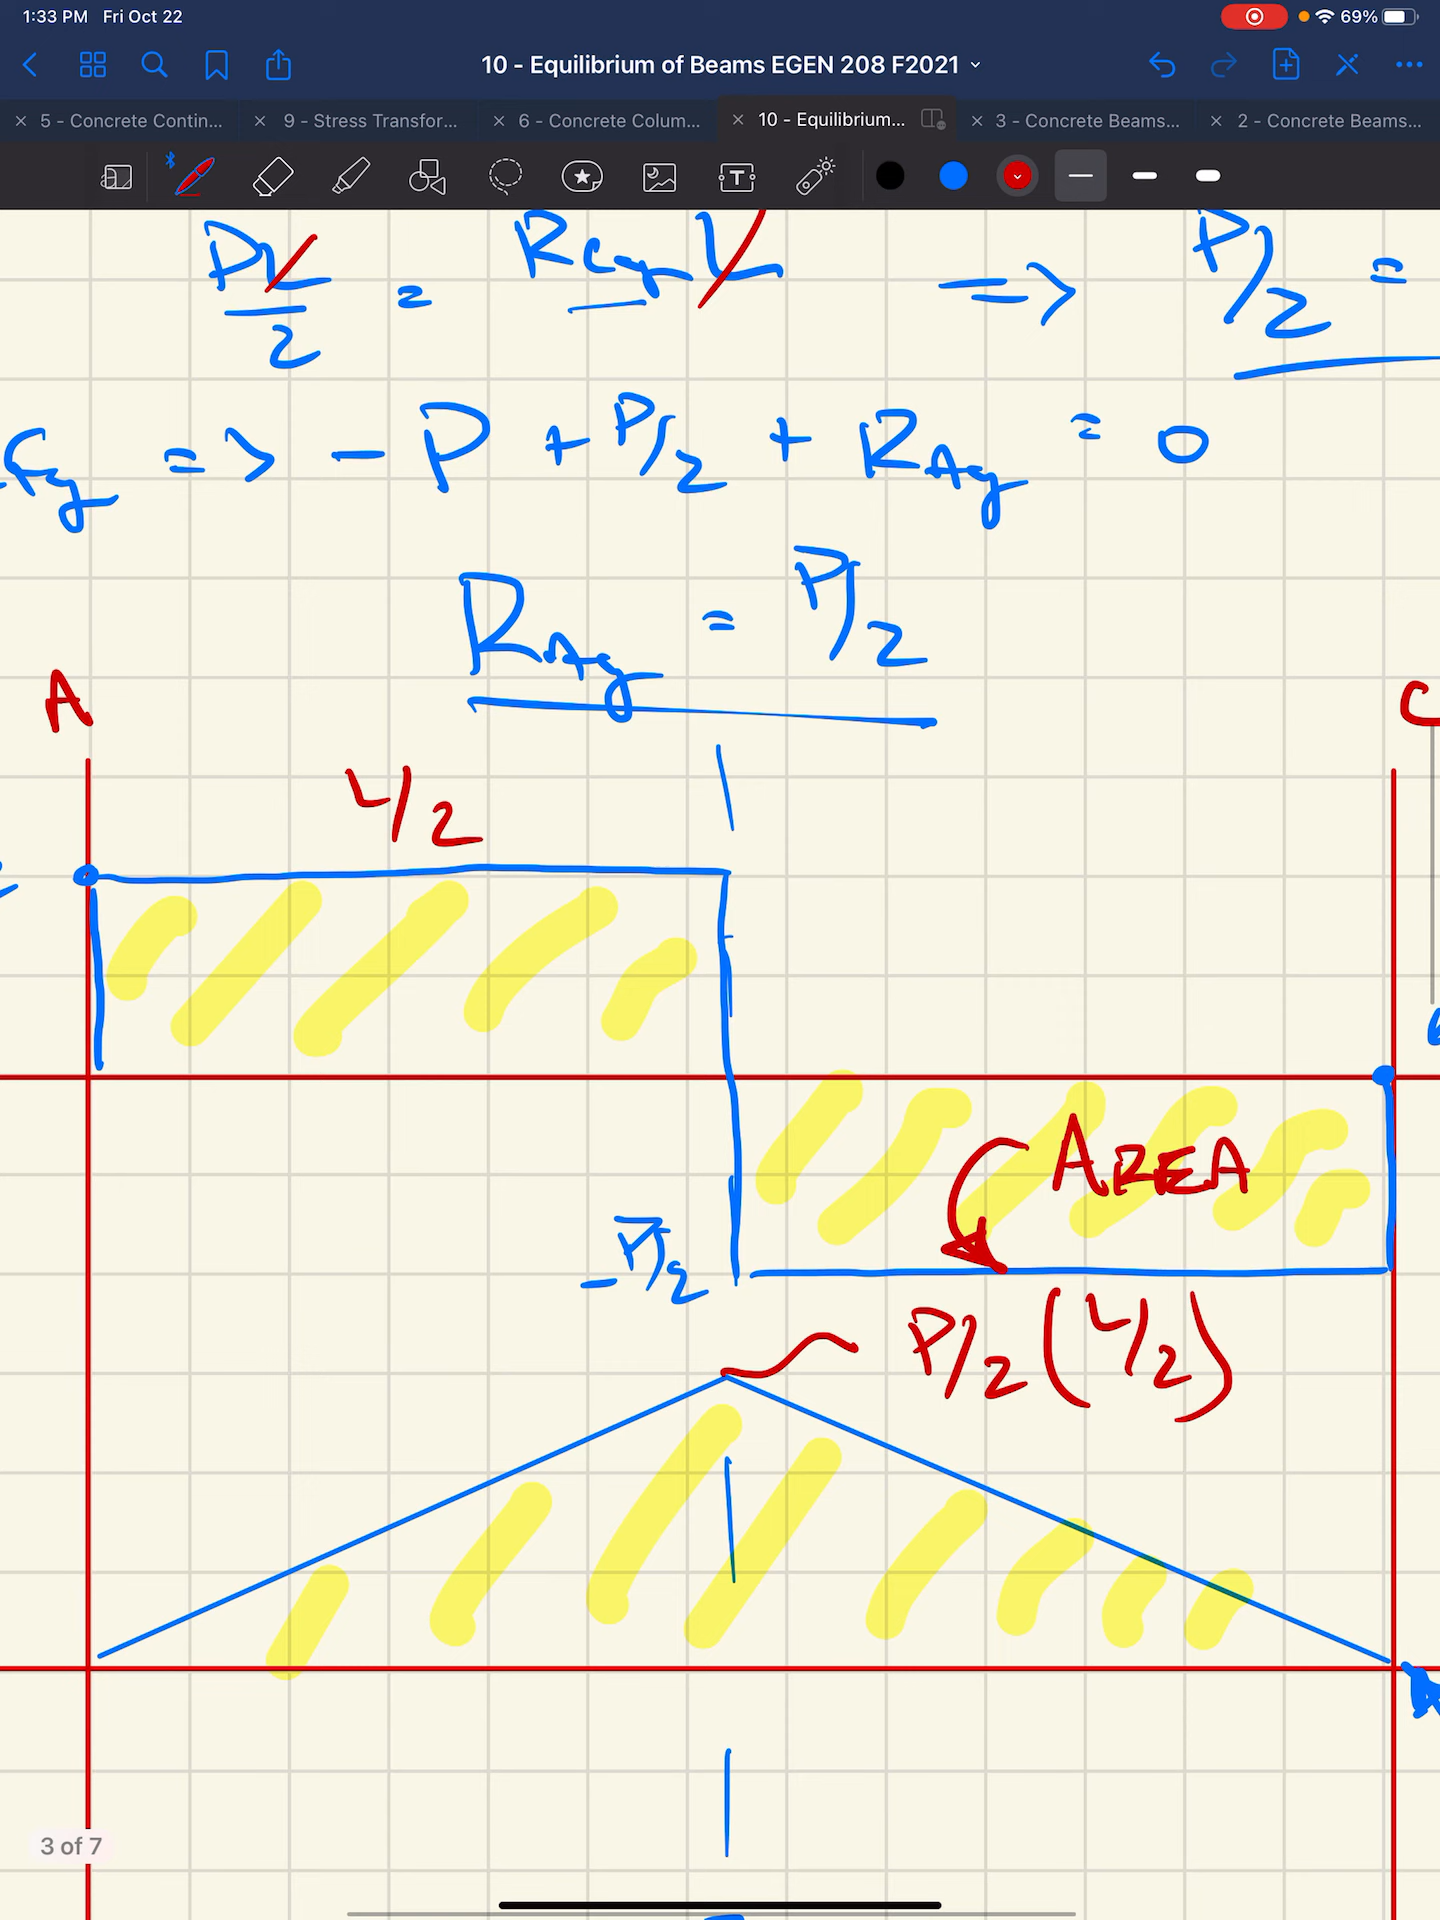 1:33 PM Fri Oct 22 69%
10 - Equilibrium of Beams EGEN 208 F2021
5 - Concrete Contin... 9 - Stress Transfor... 6 - Concrete Colum... 10 - Equilibrium... 3 - Concrete Beams... 2 - Concrete Beams...
PL/2 = RCy L => P/2 =
Fy => - P + P/2 + RAy = 0
RAy = P/2
A C
L/2
AREA
-P/2
P/2 (L/2)
3 of 7